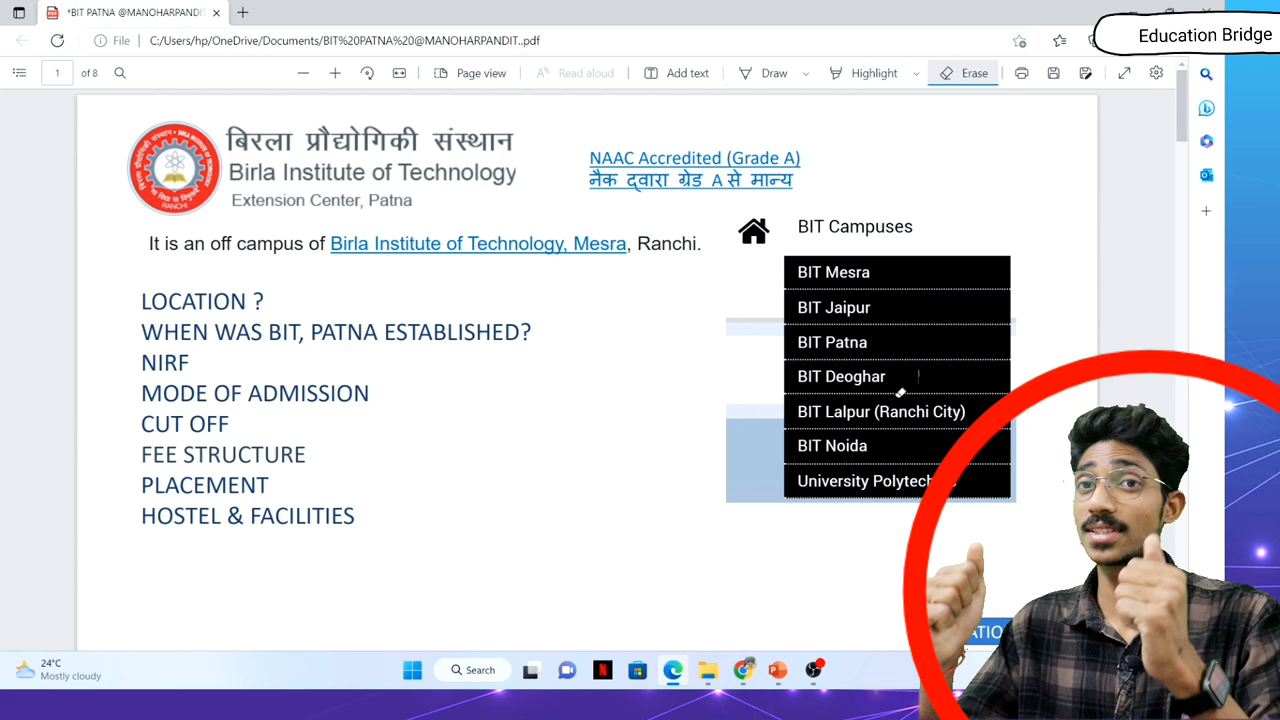 *BIT PATNA @MANOHARPANDIT
Education Bridge
File C:/Users/hp/OneDrive/Documents/BIT%20PATNA%20@MANOHARPANDIT..pdf
1 of 8 Page view Read aloud Add text Draw Highlight Erase
बिरला प्रौद्योगिकी संस्थान
Birla Institute of Technology
Extension Center, Patna
NAAC Accredited (Grade A)
नैक द्वारा ग्रेड A से मान्य
It is an off campus of Birla Institute of Technology, Mesra, Ranchi.
BIT Campuses
BIT Mesra
BIT Jaipur
BIT Patna
BIT Deoghar
BIT Lalpur (Ranchi City)
BIT Noida
University
LOCATION ?
WHEN WAS BIT, PATNA ESTABLISHED?
NIRF
MODE OF ADMISSION
CUT OFF
FEE STRUCTURE
PLACEMENT
HOSTEL & FACILITIES
24°C
Mostly cloudy
Search